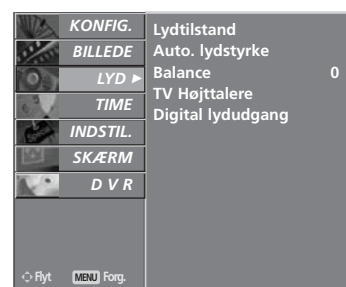 KONFIG.
BILLEDE
LYD ►
TIME
INDSTIL.
SKÆRM
D V R
Lydtilstand
Auto. lydstyrke
Balance 0
TV Højttalere
Digital lydudgang
Flyt MENU Forg.